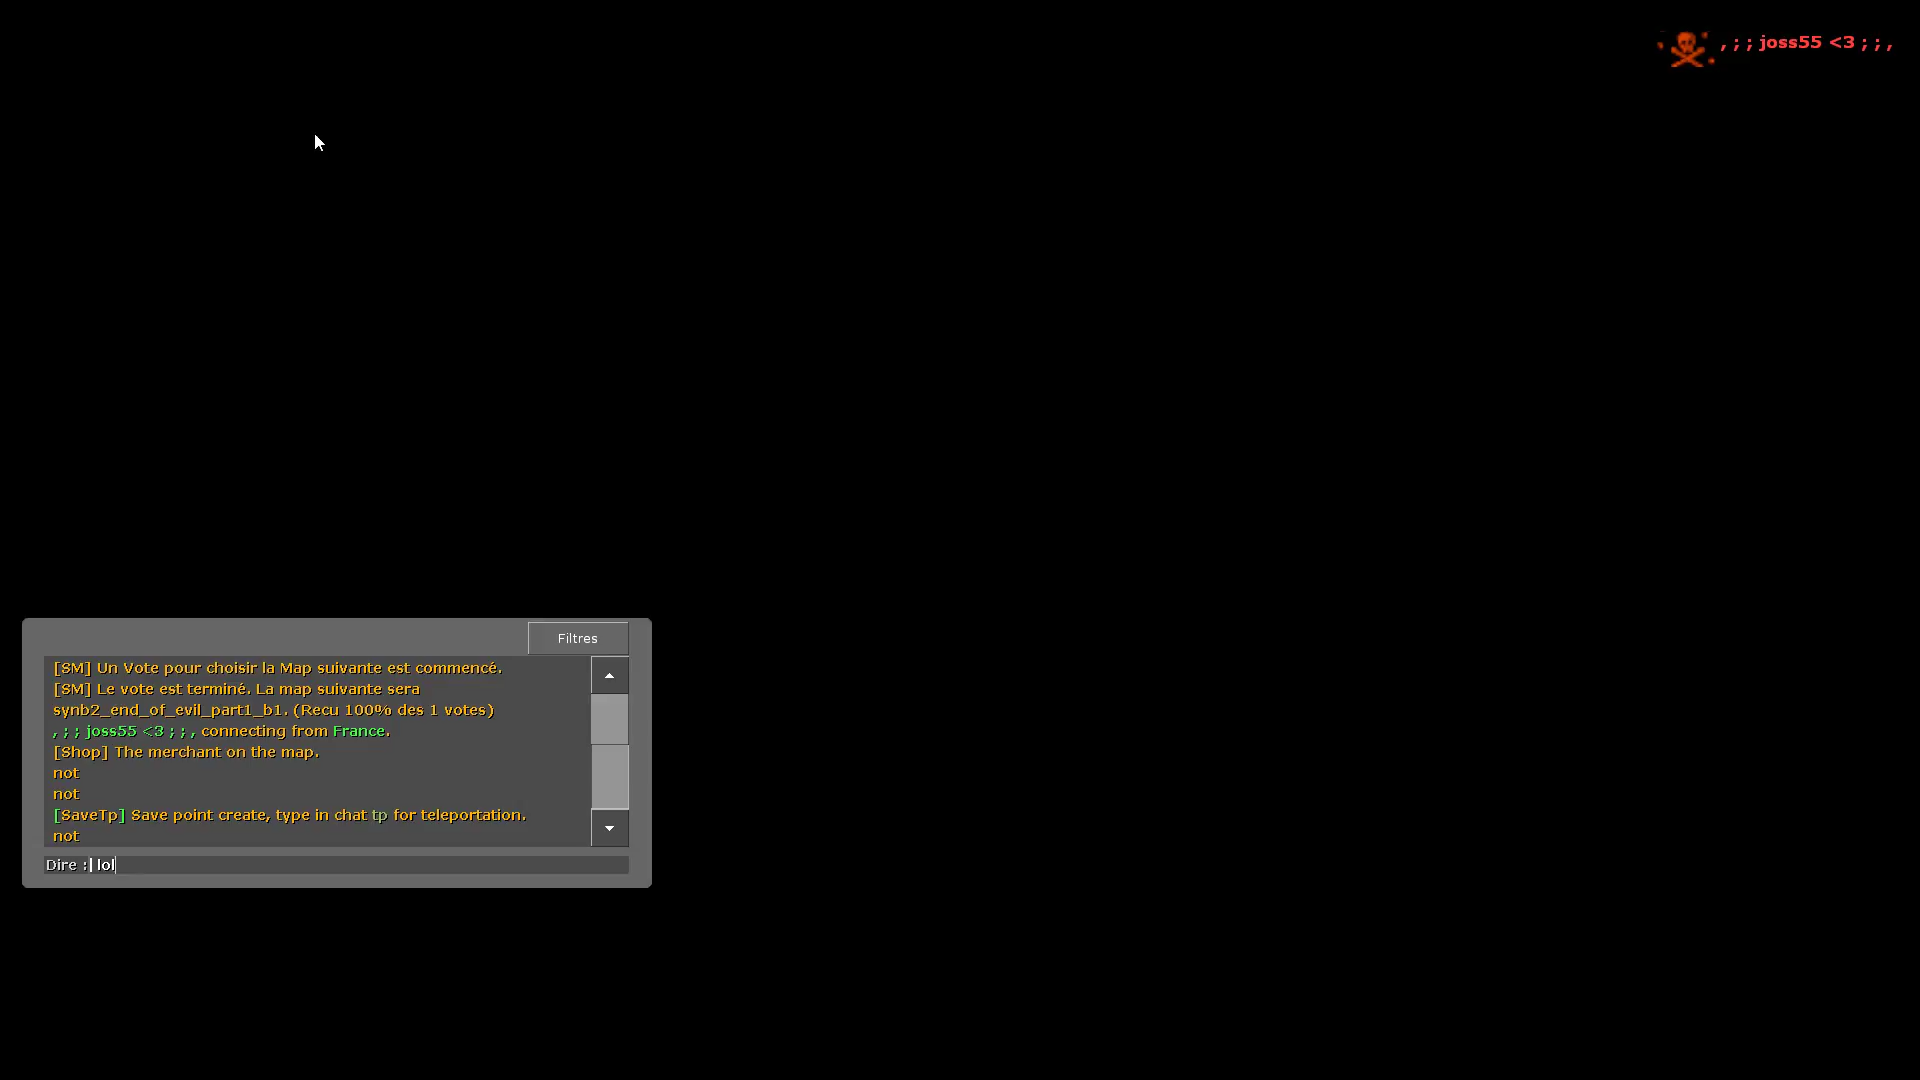 , ; ; joss55 <3 ; ; ,
Filtres
[SM] Un Vote pour choisir la Map suivante est commencé.
[SM] Le vote est terminé. La map suivante sera
synb2_end_of_evil_part1_b1. (Recu 100% des 1 votes)
, ; ; joss55 <3 ; ; , connecting from France.
[Shop] The merchant on the map.
not
not
[SaveTp] Save point create, type in chat tp for teleportation.
not
Dire : lol